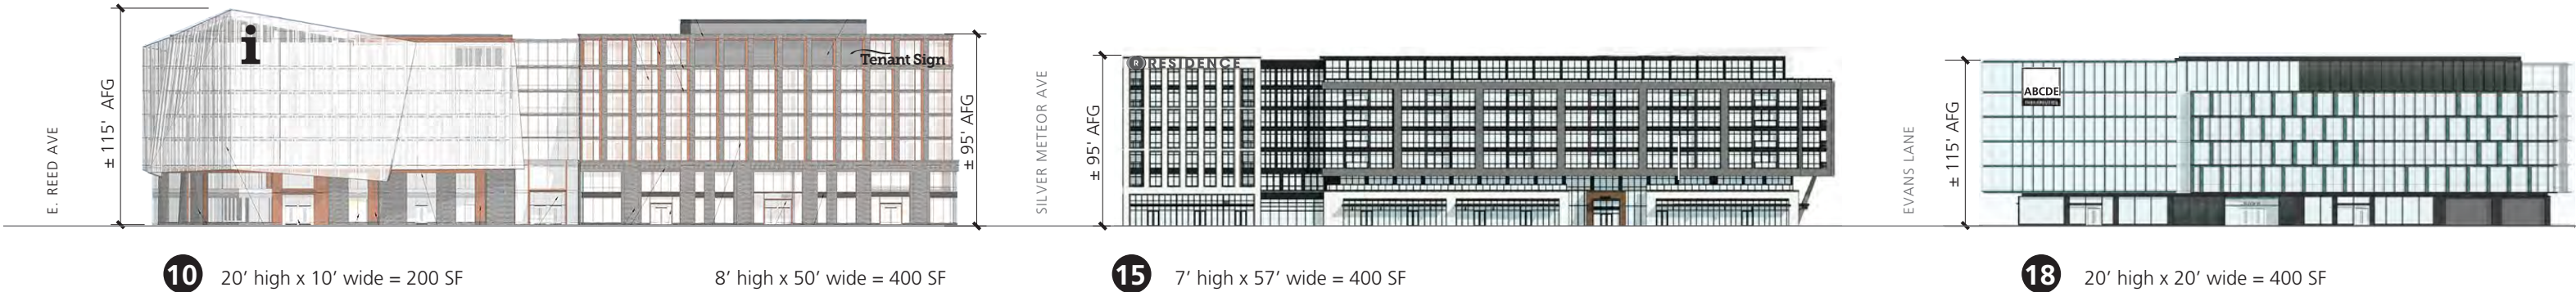 E. REED AVE
± 115' AFG
i
Tenant Sign
± 95' AFG
SILVER METEOR AVE
± 95' AFG
R RESIDENCE
EVANS LANE
± 115' AFG
ABCDE
10 20' high x 10' wide = 200 SF
8' high x 50' wide = 400 SF
15 7' high x 57' wide = 400 SF
18 20' high x 20' wide = 400 SF